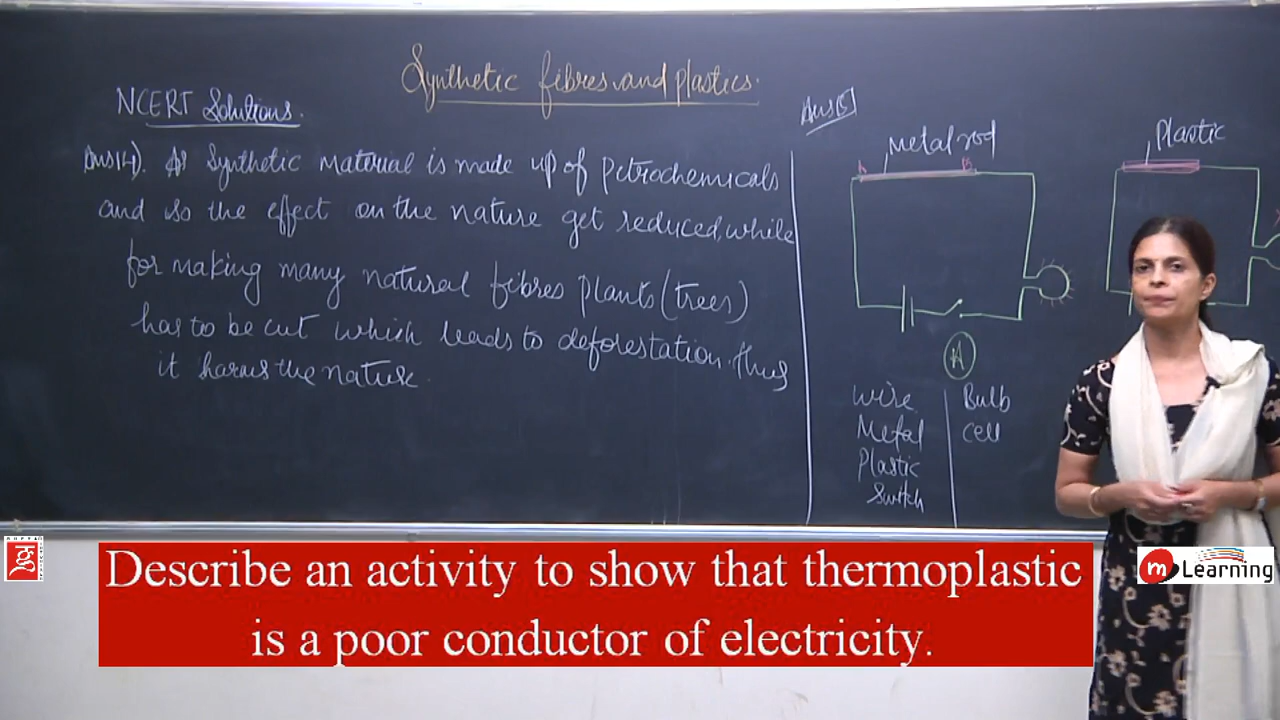 Synthetic fibres and plastics.
NCERT Solutions.
Ans14). Synthetic material is made up of petrochemicals
and so the effect on the nature get reduced, while
for making many natural fibres plants (trees)
has to be cut which leads to deforestation. thus
it harms the nature.
Metal rod
A B
Plastic
A
Wire
Metal
Plastic
Switch
Bulb
Cell
Describe an activity to show that thermoplastic
is a poor conductor of electricity.
m Learning